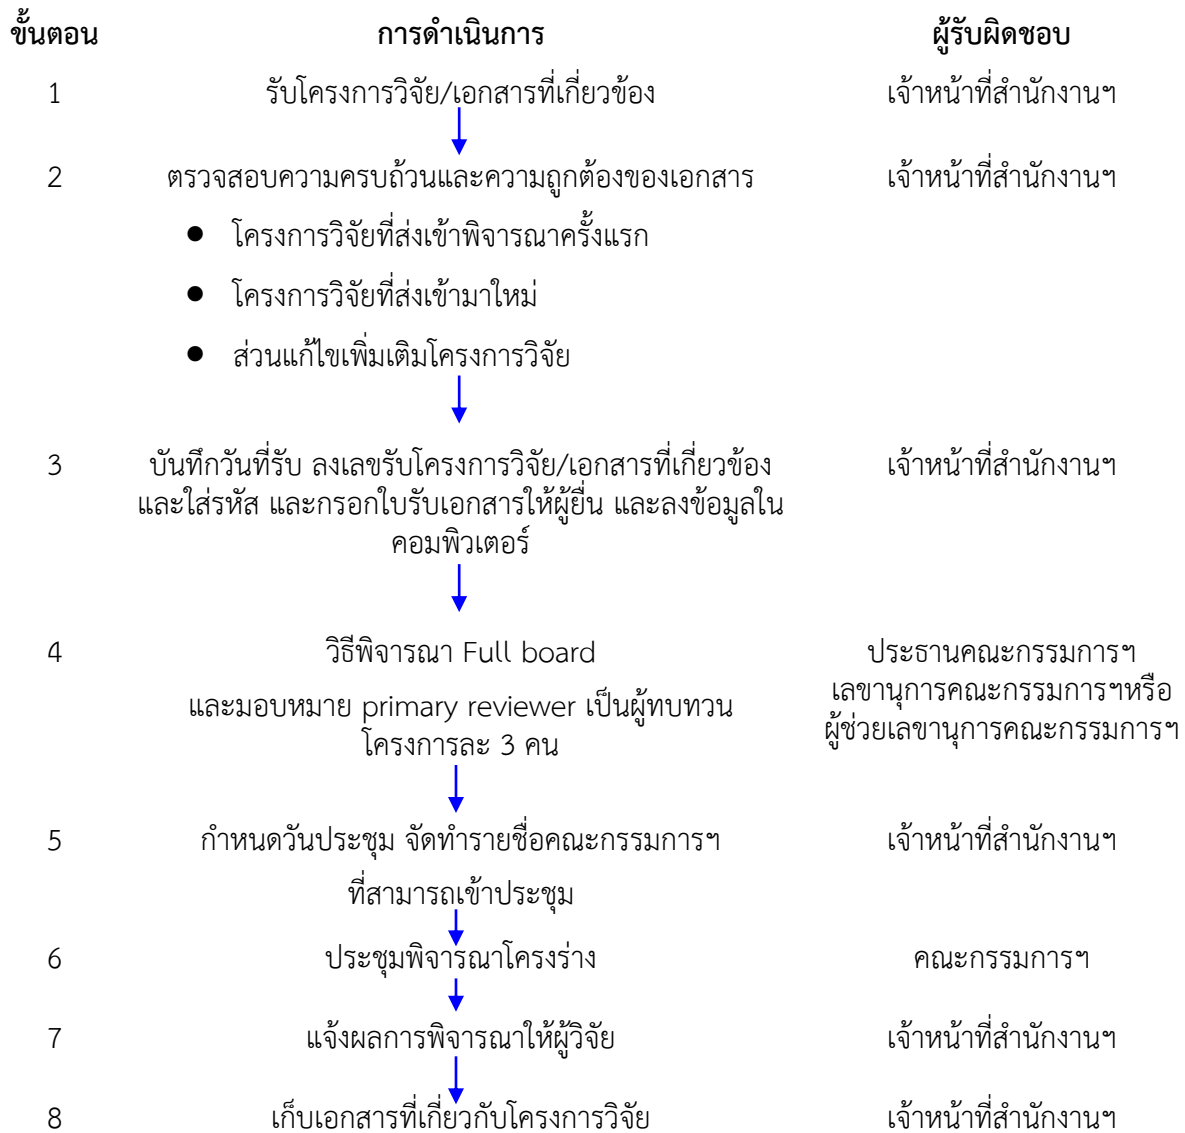 ขั้นตอน การดำเนินการ ผู้รับผิดชอบ
1 รับโครงการวิจัย/เอกสารที่เกี่ยวข้อง เจ้าหน้าที่สำนักงานฯ
2 ตรวจสอบความครบถ้วนและความถูกต้องของเอกสาร เจ้าหน้าที่สำนักงานฯ
● โครงการวิจัยที่ส่งเข้าพิจารณาครั้งแรก
● โครงการวิจัยที่ส่งเข้ามาใหม่
● ส่วนแก้ไขเพิ่มเติมโครงการวิจัย
3 บันทึกวันที่รับ ลงเลขรับโครงการวิจัย/เอกสารที่เกี่ยวข้อง เจ้าหน้าที่สำนักงานฯ
และใส่รหัส และกรอกใบรับเอกสารให้ผู้ยื่น และลงข้อมูลใน
คอมพิวเตอร์
4 วิธีพิจารณา Full board ประธานคณะกรรมการฯ
เลขานุการคณะกรรมการฯหรือ
และมอบหมาย primary reviewer เป็นผู้ทบทวน
ผู้ช่วยเลขานุการคณะกรรมการฯ
โครงการละ 3 คน
5 กำหนดวันประชุม จัดทำรายชื่อคณะกรรมการฯ เจ้าหน้าที่สำนักงานฯ
ที่สามารถเข้าประชุม
6 ประชุมพิจารณาโครงร่าง คณะกรรมการฯ
7 แจ้งผลการพิจารณาให้ผู้วิจัย เจ้าหน้าที่สำนักงานฯ
8 เก็บเอกสารที่เกี่ยวกับโครงการวิจัย เจ้าหน้าที่สำนักงานฯ